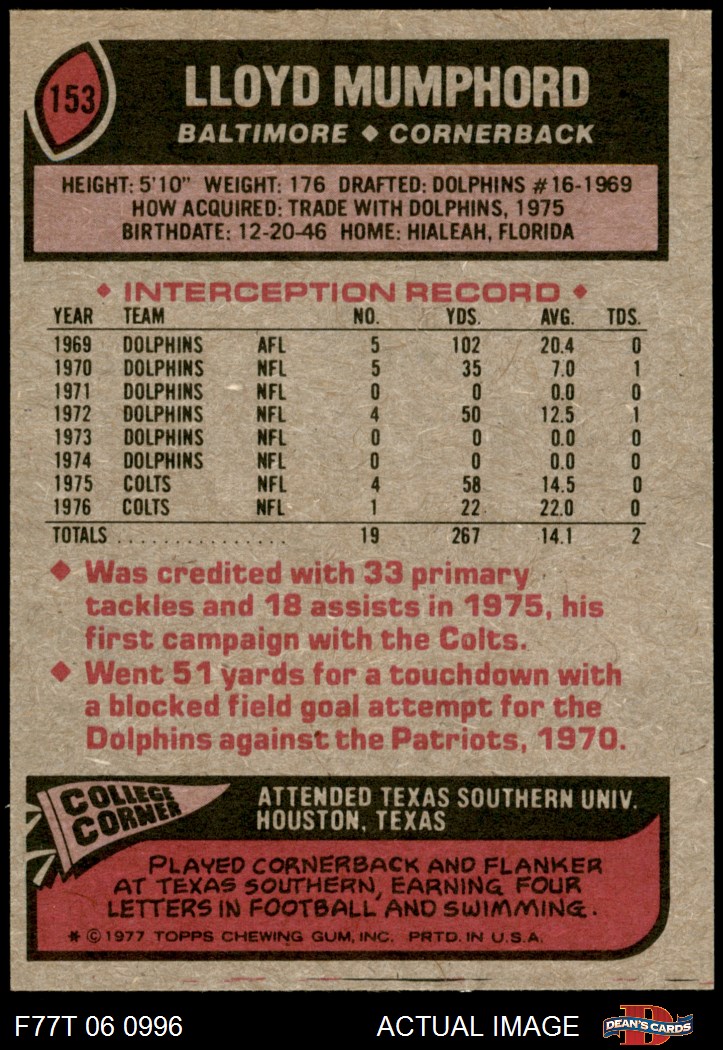 153
LLOYD MUMPHORD
BALTIMORE ◆ CORNERBACK
HEIGHT: 5'10" WEIGHT: 176 DRAFTED: DOLPHINS #16-1969
HOW ACQUIRED: TRADE WITH DOLPHINS, 1975
BIRTHDATE: 12-20-46 HOME: HIALEAH, FLORIDA
◆ INTERCEPTION RECORD ◆
YEAR TEAM NO. YDS. AVG. TDS.
1969 DOLPHINS AFL 5 102 20.4 0
1970 DOLPHINS NFL 5 35 7.0 1
1971 DOLPHINS NFL 0 0 0.0 0
1972 DOLPHINS NFL 4 50 12.5 1
1973 DOLPHINS NFL 0 0 0.0 0
1974 DOLPHINS NFL 0 0 0.0 0
1975 COLTS NFL 4 58 14.5 0
1976 COLTS NFL 1 22 22.0 0
TOTALS . . . . . . . . . . . . . . . 19 267 14.1 2
◆ Was credited with 33 primary
tackles and 18 assists in 1975, his
first campaign with the Colts.
◆ Went 51 yards for a touchdown with
a blocked field goal attempt for the
Dolphins against the Patriots, 1970.
COLLEGE
CORNER
ATTENDED TEXAS SOUTHERN UNIV.
HOUSTON, TEXAS
PLAYED CORNERBACK AND FLANKER
AT TEXAS SOUTHERN, EARNING FOUR
LETTERS IN FOOTBALL AND SWIMMING.
* © 1977 TOPPS CHEWING GUM, INC. PRTD. IN U.S.A.
F77T 06 0996 ACTUAL IMAGE
D
DEAN'S CARDS